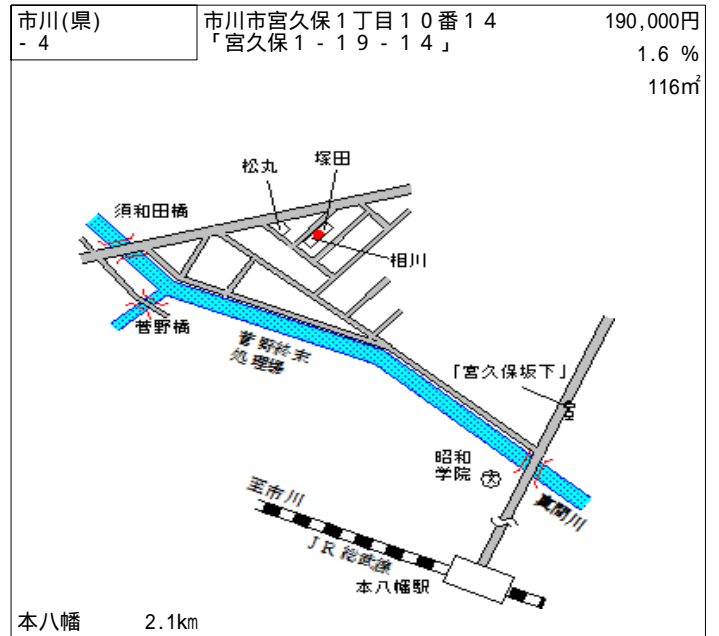 市川(県)
- 4
市川市宮久保１丁目１０番１４
「宮久保１‐１９‐１４」
190,000円
1.6 %
116㎡
松丸
塚田
須和田橋
相川
菅野橋
菅野終末
処理場
「宮久保坂下」
昭和
学院
文
真間川
至市川
ＪＲ総武線
本八幡駅
本八幡 2.1km